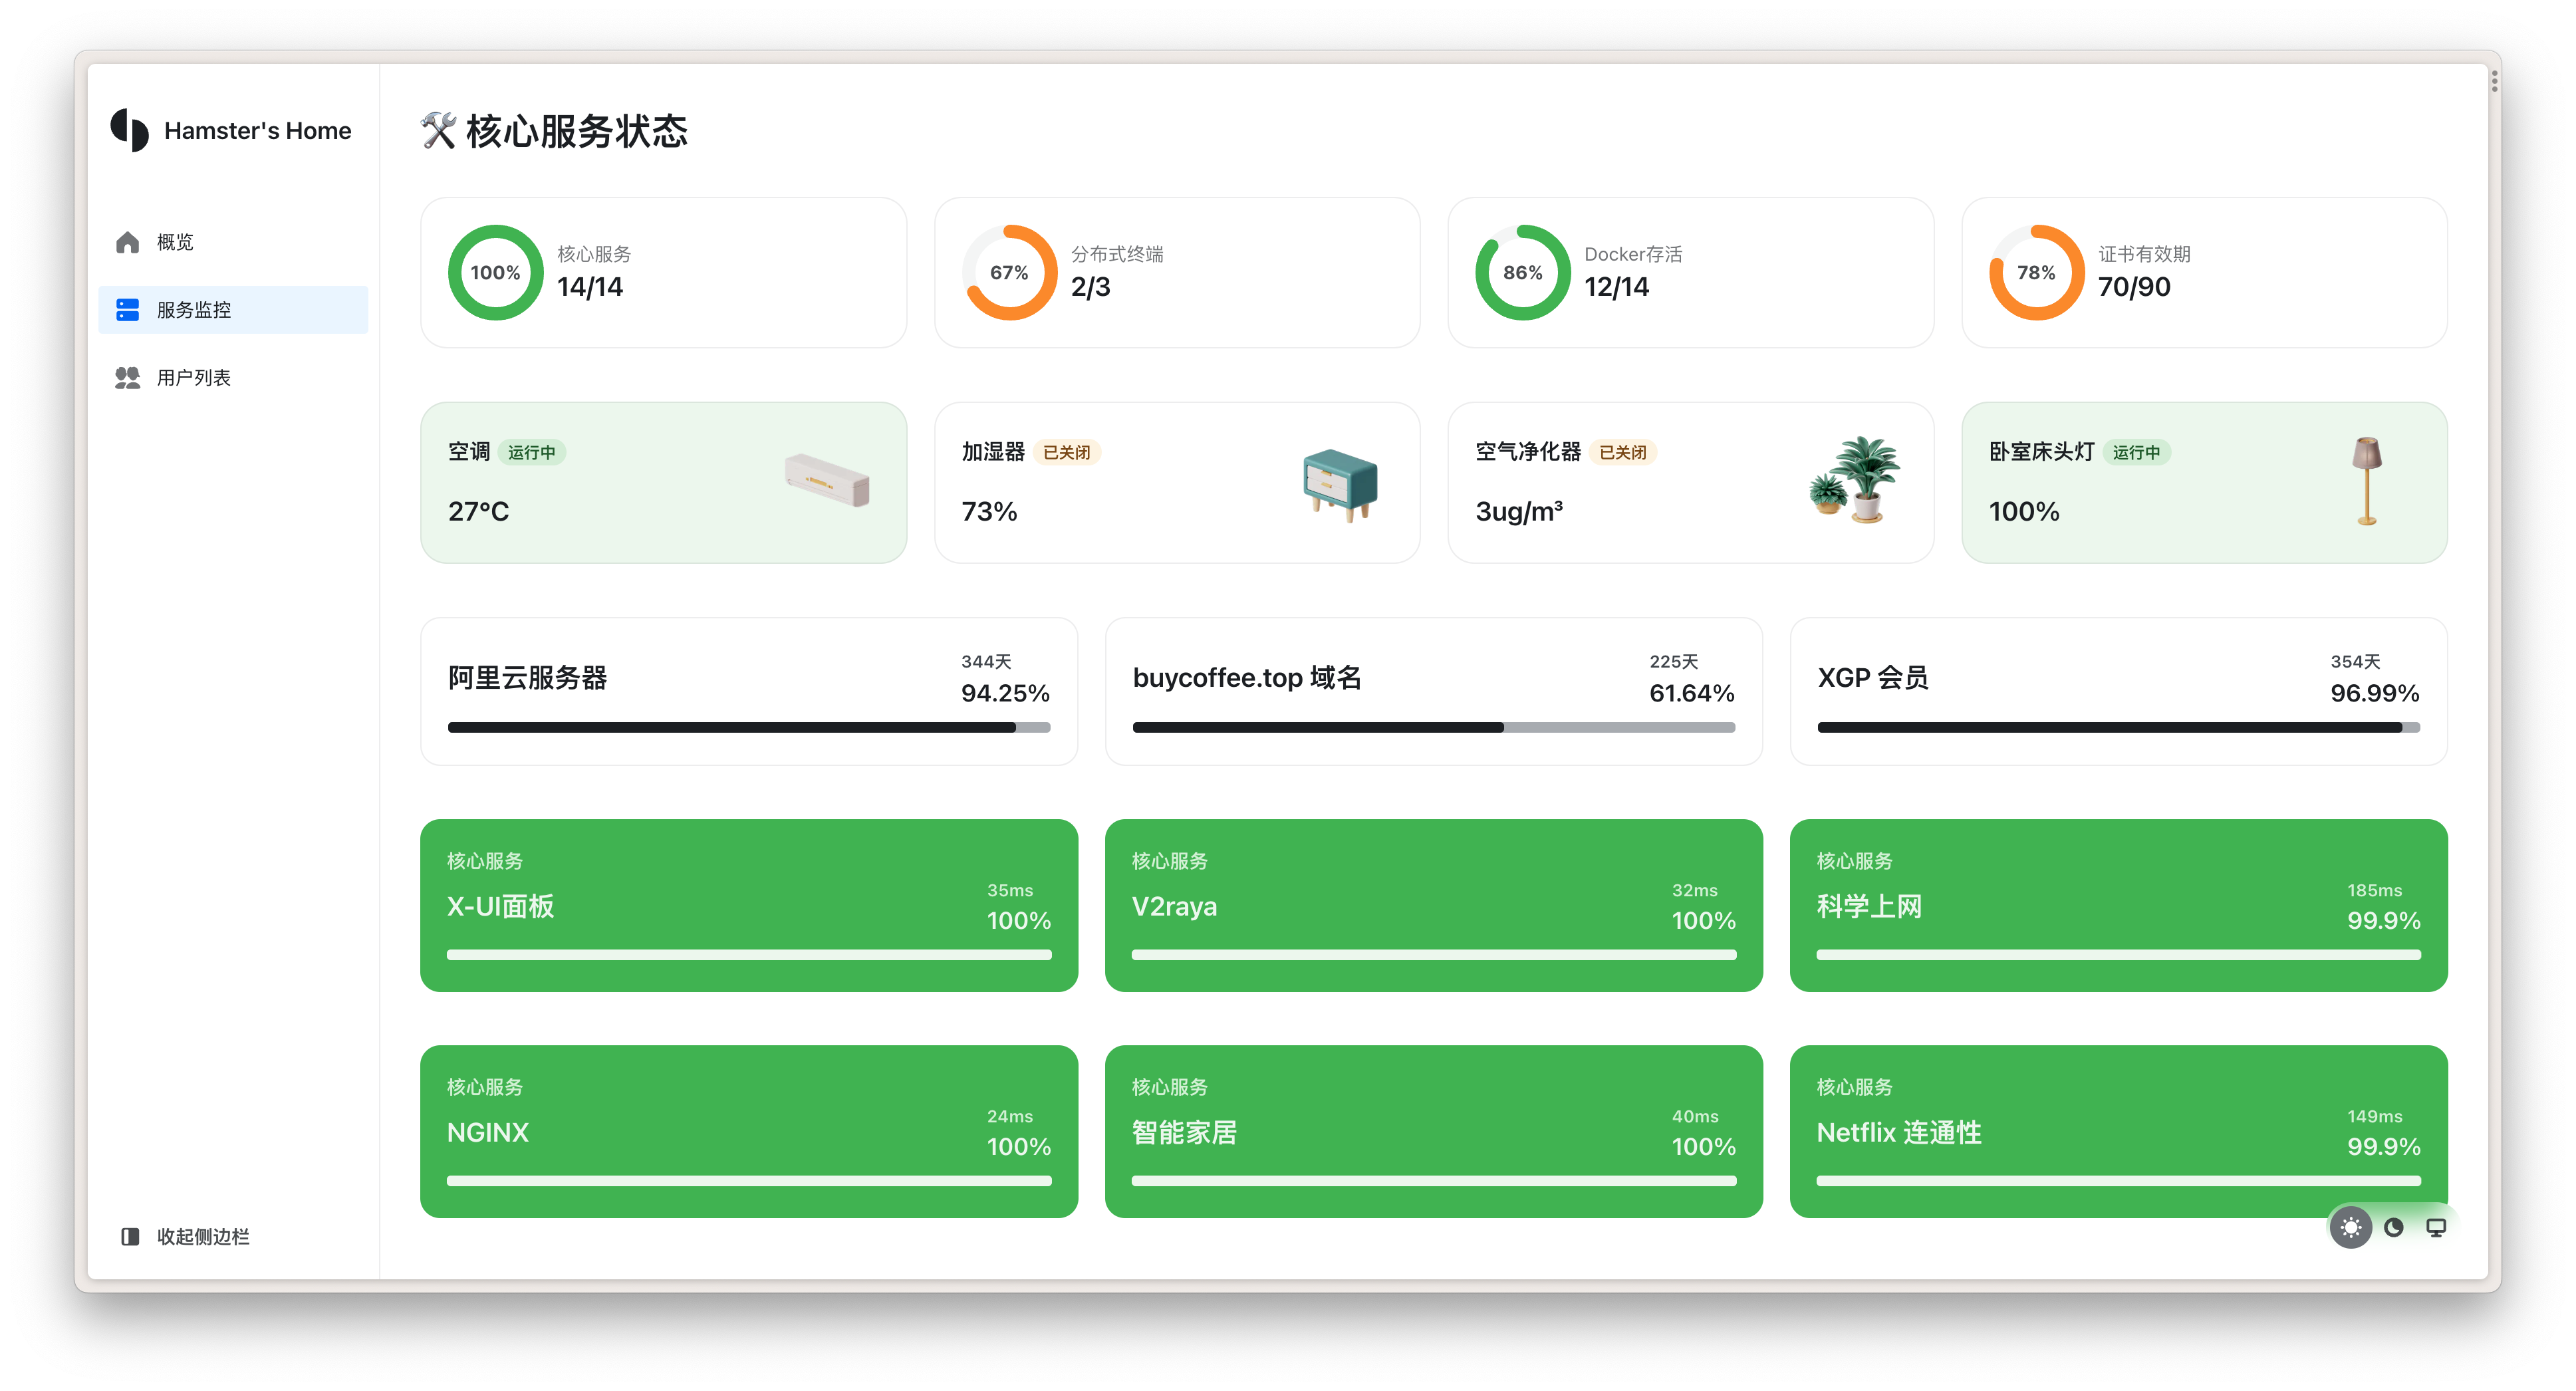 Hamster's Home
概览
服务监控
用户列表
收起侧边栏
🛠 核心服务状态
100%
核心服务
14/14
67%
分布式终端
2/3
86%
Docker存活
12/14
78%
证书有效期
70/90
空调 运行中
27°C
加湿器 已关闭
73%
空气净化器 已关闭
3ug/m³
卧室床头灯 运行中
100%
阿里云服务器
344天
94.25%
buycoffee.top 域名
225天
61.64%
XGP 会员
354天
96.99%
核心服务
X-UI面板
35ms
100%
核心服务
V2raya
32ms
100%
核心服务
科学上网
185ms
99.9%
核心服务
NGINX
24ms
100%
核心服务
智能家居
40ms
100%
核心服务
Netflix 连通性
149ms
99.9%